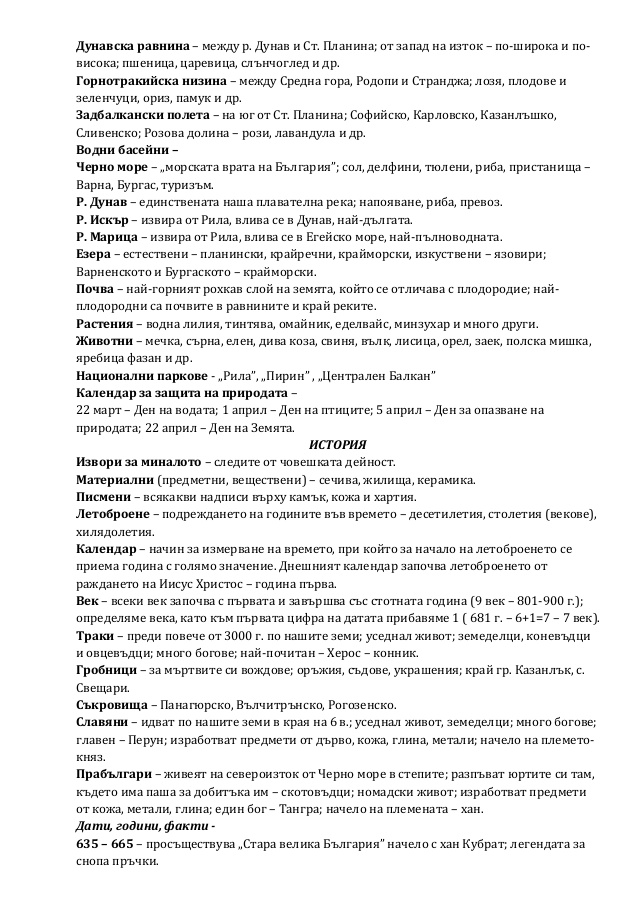 Дунавска равнина – между р. Дунав и Ст. Планина; от запад на изток – по-широка и по-
висока; пшеница, царевица, слънчоглед и др.
Горнотракийска низина – между Средна гора, Родопи и Странджа; лозя, плодове и
зеленчуци, ориз, памук и др.
Задбалкански полета – на юг от Ст. Планина; Софийско, Карловско, Казанлъшко,
Сливенско; Розова долина – рози, лавандула и др.
Водни басейни –
Черно море – „морската врата на България”; сол, делфини, тюлени, риба, пристанища –
Варна, Бургас, туризъм.
Р. Дунав – единствената наша плавателна река; напояване, риба, превоз.
Р. Искър – извира от Рила, влива се в Дунав, най-дългата.
Р. Марица – извира от Рила, влива се в Егейско море, най-пълноводната.
Езера – естествени – планински, крайречни, крайморски, изкуствени – язовири;
Варненското и Бургаското – крайморски.
Почва – най-горният рохкав слой на земята, който се отличава с плодородие; най-
плодородни са почвите в равнините и край реките.
Растения – водна лилия, тинтява, омайник, еделвайс, минзухар и много други.
Животни – мечка, сърна, елен, дива коза, свиня, вълк, лисица, орел, заек, полска мишка,
яребица фазан и др.
Национални паркове - „Рила”, „Пирин” , „Централен Балкан”
Календар за защита на природата –
22 март – Ден на водата; 1 април – Ден на птиците; 5 април – Ден за опазване на
природата; 22 април – Ден на Земята.
ИСТОРИЯ
Извори за миналото – следите от човешката дейност.
Материални (предметни, веществени) – сечива, жилища, керамика.
Писмени – всякакви надписи върху камък, кожа и хартия.
Летоброене – подреждането на годините във времето – десетилетия, столетия (векове),
хилядолетия.
Календар – начин за измерване на времето, при който за начало на летоброенето се
приема година с голямо значение. Днешният календар започва летоброенето от
раждането на Иисус Христос – година първа.
Век – всеки век започва с първата и завършва със стотната година (9 век – 801-900 г.);
определяме века, като към първата цифра на датата прибавяме 1 ( 681 г. – 6+1=7 – 7 век).
Траки – преди повече от 3000 г. по нашите земи; уседнал живот; земеделци, коневъдци
и овцевъдци; много богове; най-почитан – Херос – конник.
Гробници – за мъртвите си вождове; оръжия, съдове, украшения; край гр. Казанлък, с.
Свещари.
Съкровища – Панагюрско, Вълчитрънско, Рогозенско.
Славяни – идват по нашите земи в края на 6 в.; уседнал живот, земеделци; много богове;
главен – Перун; изработват предмети от дърво, кожа, глина, метали; начело на племето-
княз.
Прабългари – живеят на североизток от Черно море в степите; разпъват юртите си там,
където има паша за добитъка им – скотовъдци; номадски живот; изработват предмети
от кожа, метали, глина; един бог – Тангра; начело на племената – хан.
Дати, години, факти -
635 – 665 – просъществува „Стара велика България” начело с хан Кубрат; легендата за
снопа пръчки.